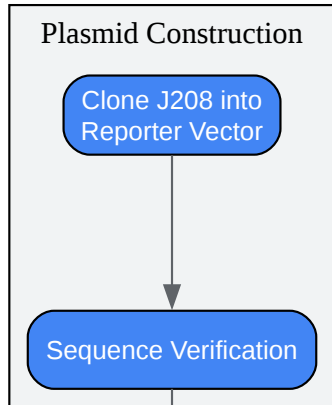 Plasmid Construction
Clone J208 into
Reporter Vector
Sequence Verification